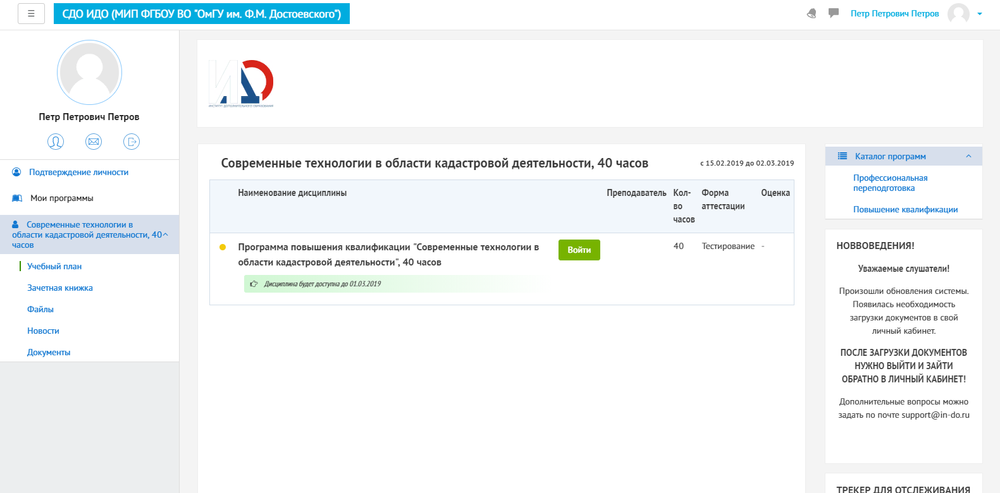 ☰
СДО ИДО (МИП ФГБОУ ВО "ОмГУ им. Ф.М. Достоевского")
Петр Петрович Петров
Петр Петрович Петров
Подтверждение личности
Мои программы
Современные технологии в
области кадастровой деятельности, 40
часов
Учебный план
Зачетная книжка
Файлы
Новости
Документы
ИДО
ИНСТИТУТ ДОПОЛНИТЕЛЬНОГО ОБРАЗОВАНИЯ
Современные технологии в области кадастровой деятельности, 40 часов
с 15.02.2019 до 02.03.2019
Наименование дисциплины
Преподаватель
Кол-
во
часов
Форма
аттестации
Оценка
Программа повышения квалификации "Современные технологии в
области кадастровой деятельности", 40 часов
Войти
40
Тестирование
-
Дисциплина будет доступна до 01.03.2019
Каталог программ
Профессиональная
переподготовка
Повышение квалификации
НОВВОВЕДЕНИЯ!
Уважаемые слушатели!
Произошли обновления системы.
Появилась необходимость
загрузки документов в свой
личный кабинет.
ПОСЛЕ ЗАГРУЗКИ ДОКУМЕНТОВ
НУЖНО ВЫЙТИ И ЗАЙТИ
ОБРАТНО В ЛИЧНЫЙ КАБИНЕТ!
Дополнительные вопросы можно
задать по почте support@in-do.ru
ТРЕКЕР ДЛЯ ОТСЛЕЖИВАНИЯ